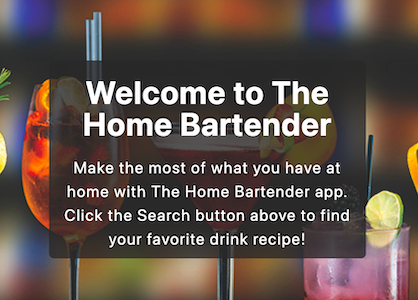 Welcome to The
Home Bartender
Make the most of what you have at
home with The Home Bartender app.
Click the Search button above to find
your favorite drink recipe!